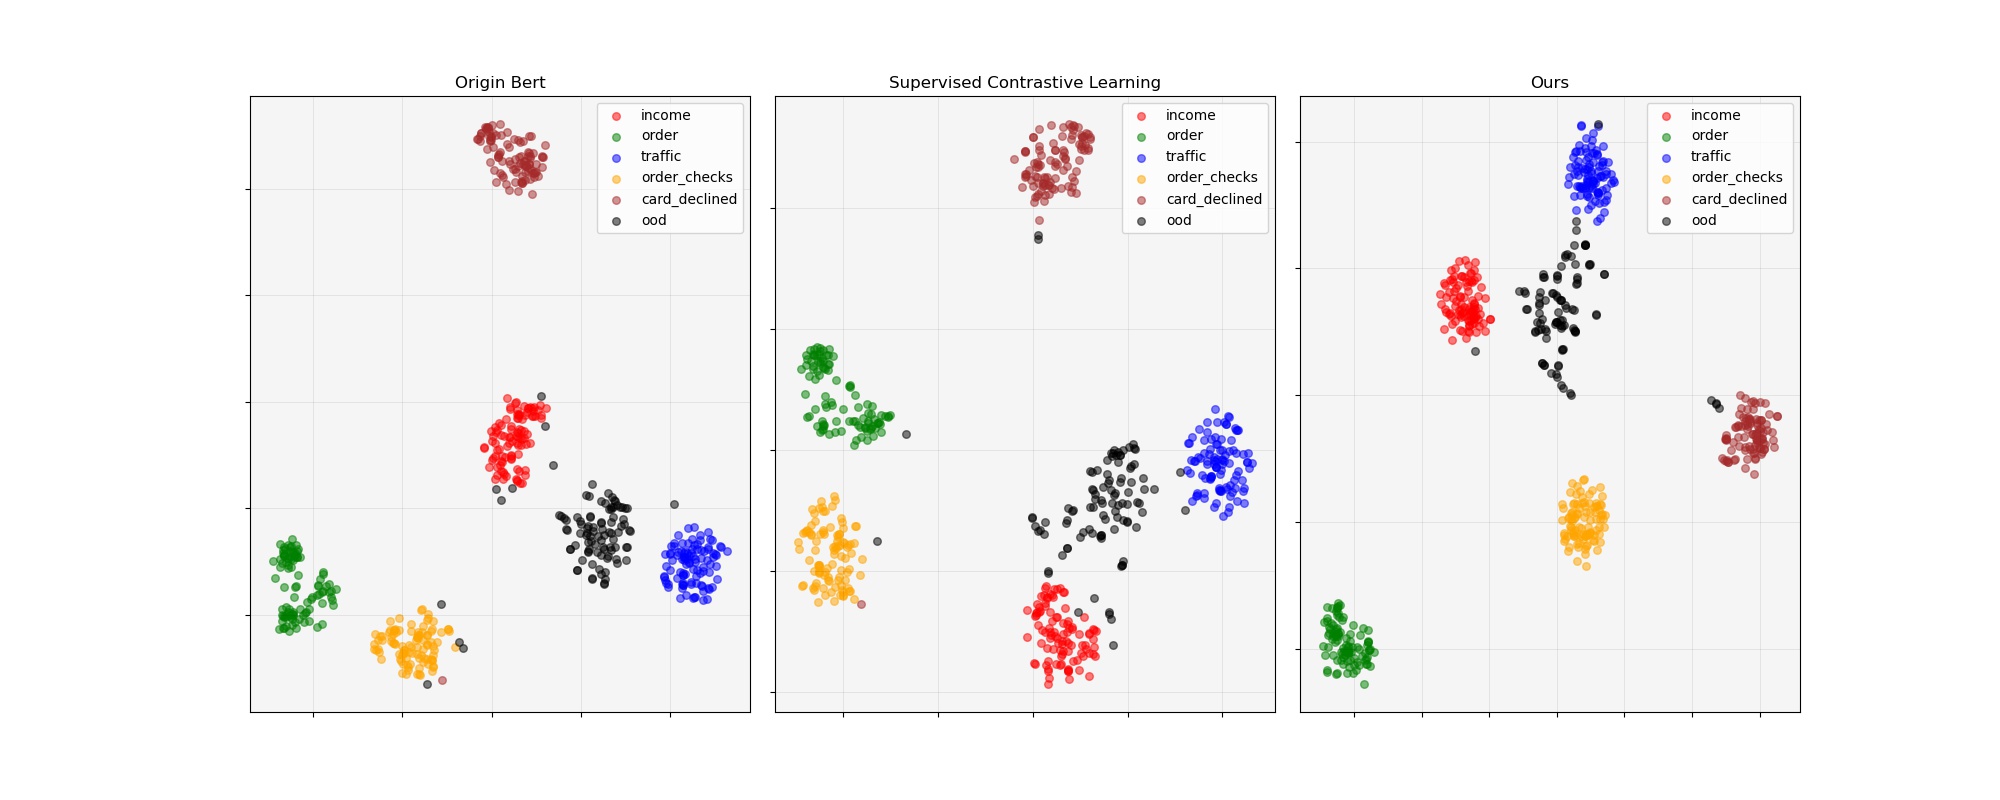 Origin Bert
income
order
traffic
order_checks
card_declined
ood
Supervised Contrastive Learning
income
order
traffic
order_checks
card_declined
ood
Ours
income
order
traffic
order_checks
card_declined
ood